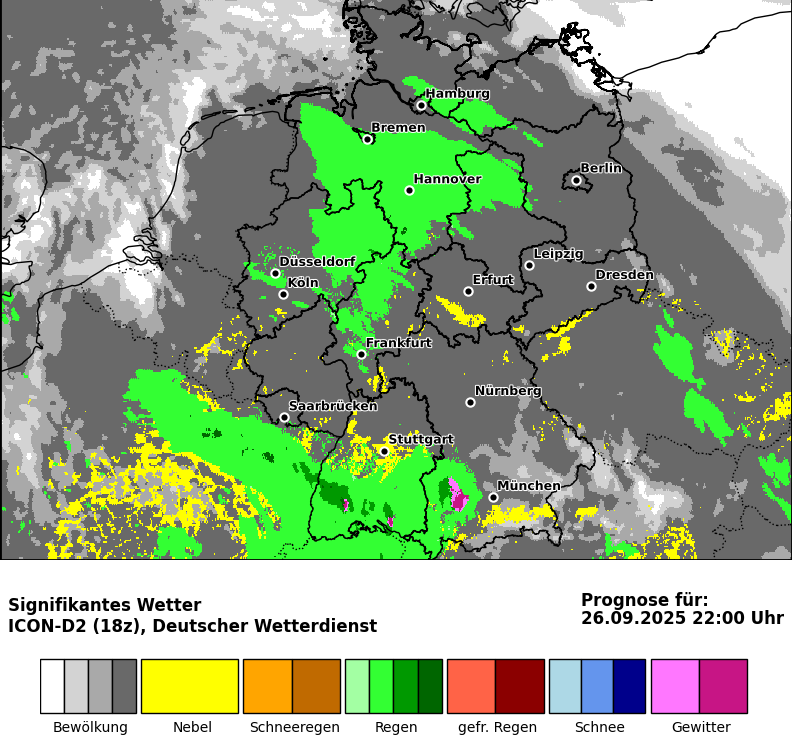 Hamburg
Bremen
Berlin
Hannover
Düsseldorf
Leipzig
Köln
Erfurt
Dresden
Frankfurt
Nürnberg
Saarbrücken
Stuttgart
München
Signifikantes Wetter
ICON-D2 (18z), Deutscher Wetterdienst
Prognose für:
26.09.2025 22:00 Uhr
Bewölkung
Nebel
Schneeregen
Regen
gefr. Regen
Schnee
Gewitter